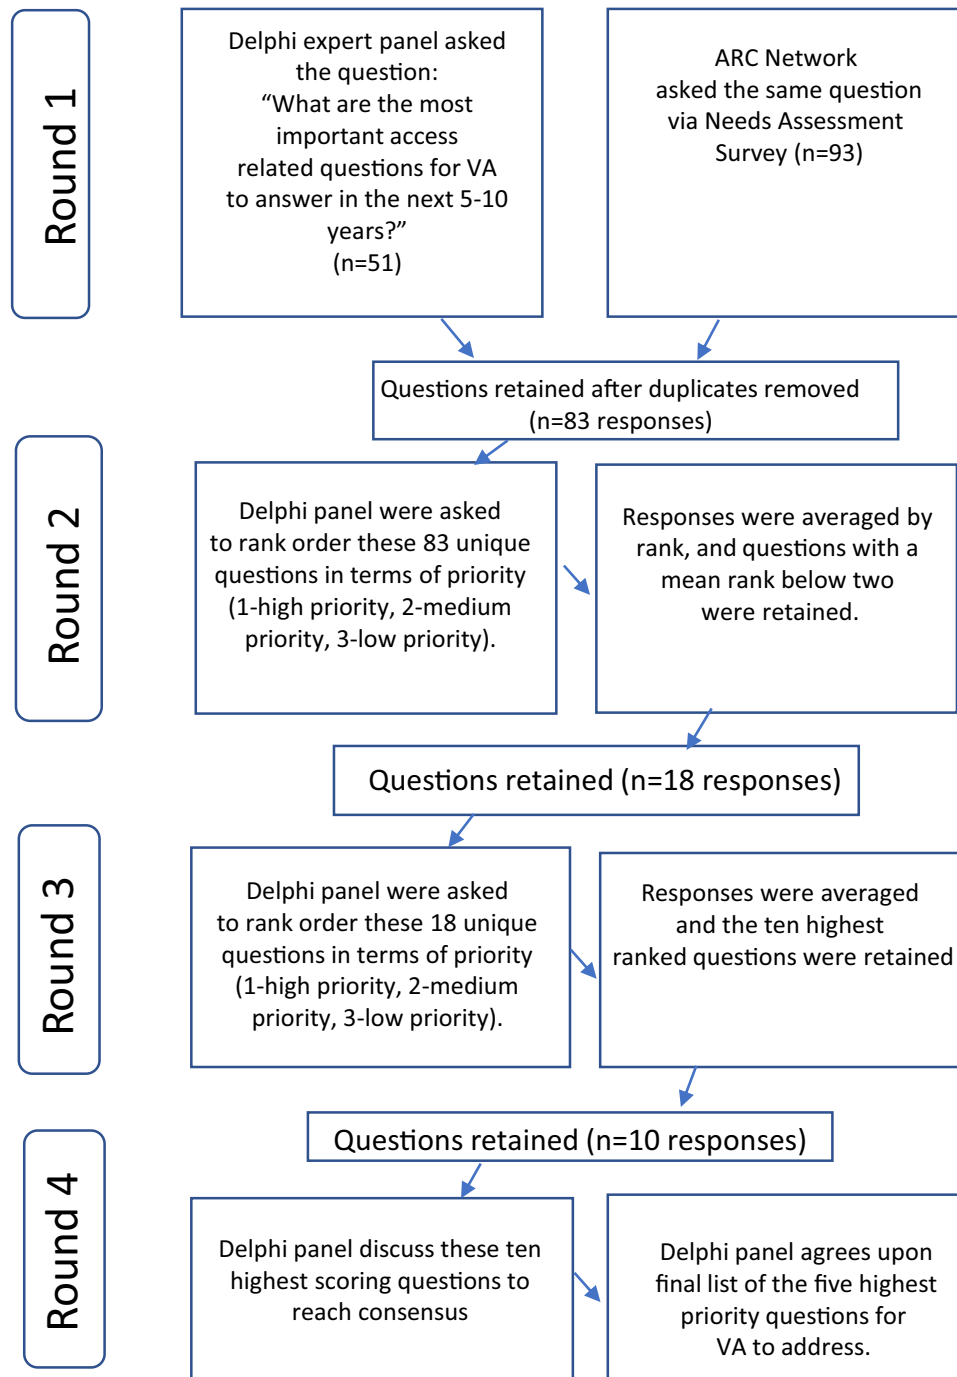 Round 1
Delphi expert panel asked
the question:
“What are the most
important access
related questions for VA
to answer in the next 5-10
years?”
(n=51)
ARC Network
asked the same question
via Needs Assessment
Survey (n=93)
Questions retained after duplicates removed
(n=83 responses)
Round 2
Delphi panel were asked
to rank order these 83 unique
questions in terms of priority
(1-high priority, 2-medium
priority, 3-low priority).
Responses were averaged by
rank, and questions with a
mean rank below two
were retained.
Questions retained (n=18 responses)
Round 3
Delphi panel were asked
to rank order these 18 unique
questions in terms of priority
(1-high priority, 2-medium
priority, 3-low priority).
Responses were averaged
and the ten highest
ranked questions were retained
Questions retained (n=10 responses)
Round 4
Delphi panel discuss these ten
highest scoring questions to
reach consensus
Delphi panel agrees upon
final list of the five highest
priority questions for
VA to address.